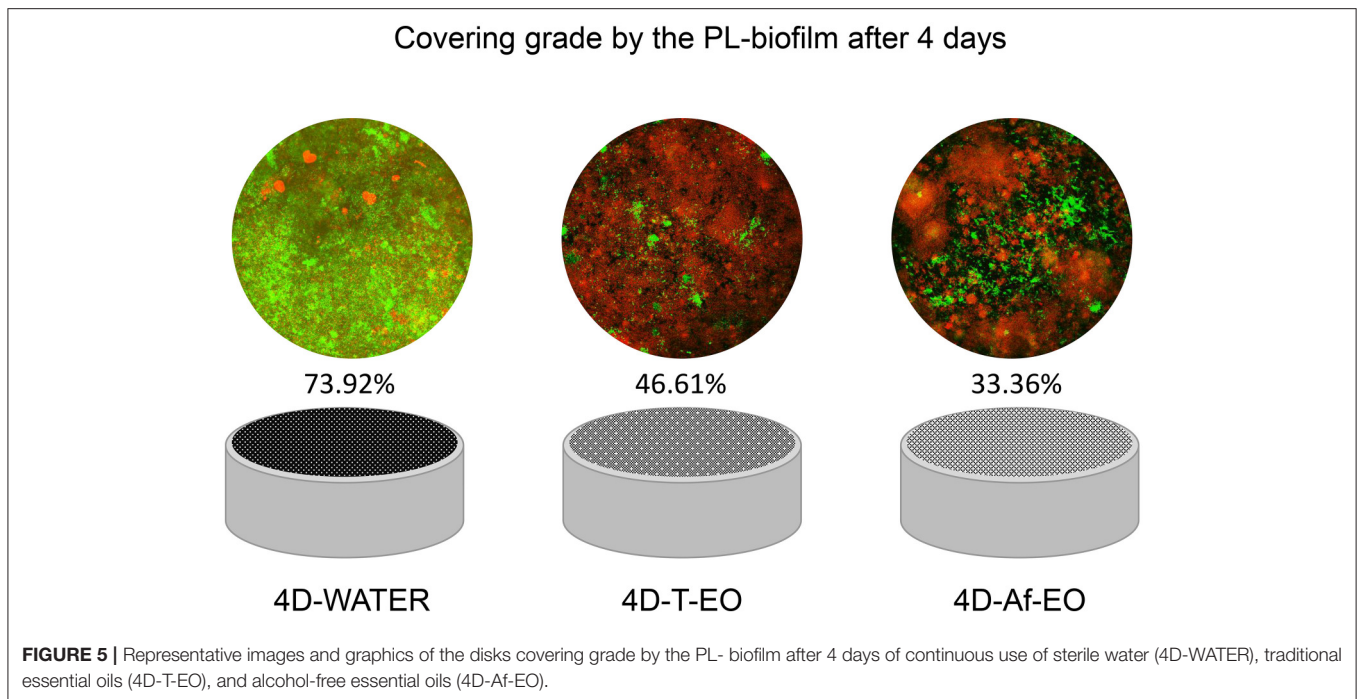 Covering grade by the PL-biofilm after 4 days
73.92% 46.61% 33.36%
4D-WATER 4D-T-EO 4D-Af-EO
FIGURE 5 | Representative images and graphics of the disks covering grade by the PL- biofilm after 4 days of continuous use of sterile water (4D-WATER), traditional
essential oils (4D-T-EO), and alcohol-free essential oils (4D-Af-EO).